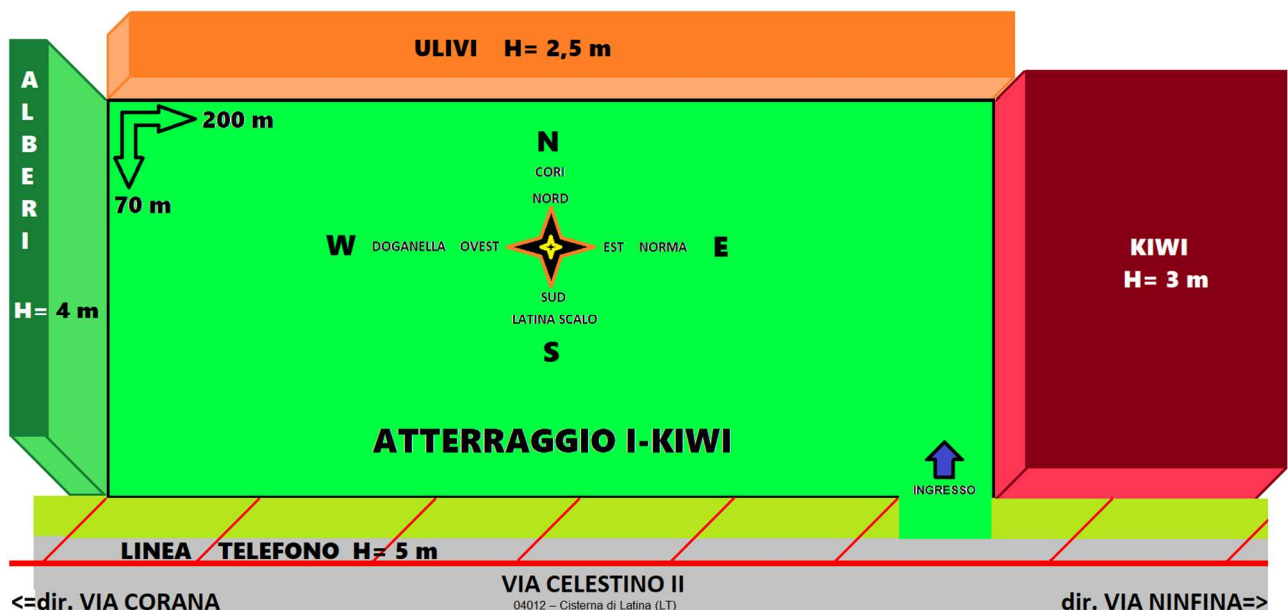 ULIVI H= 2,5 m
ALBERI
H= 4 m
200 m
70 m
N
CORI
NORD
W DOGANELLA OVEST EST NORMA E
SUD
LATINA SCALO
S
KIWI
H= 3 m
ATTERRAGGIO I-KIWI
INGRESSO
LINEA TELEFONO H= 5 m
VIA CELESTINO II
04012 – Cisterna di Latina (LT)
<=dir. VIA CORANA
dir. VIA NINFINA=>